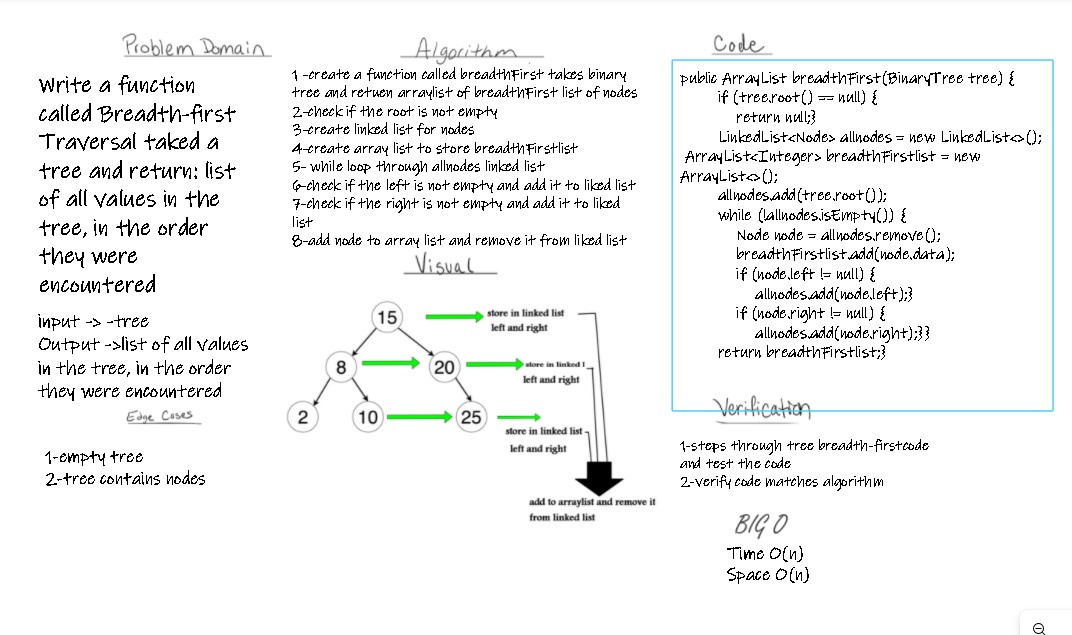 Problem Domain
Write a function
called Breadth-first
Traversal taked a
tree and return: list
of all values in the
tree, in the order
they were
encountered
input -> -tree
Output ->list of all values
in the tree, in the order
they were encountered
Edge Cases
1-empty tree
2-tree contains nodes
Algorithm
1 -create a function called breadthFirst takes binary
tree and retuen arraylist of breadthFirst list of nodes
2-check if the root is not empty
3-create linked list for nodes
4-create array list to store breadthFirstlist
5- while loop through allnodes linked list
6-check if the left is not empty and add it to liked list
7-check if the right is not empty and add it to liked
list
8-add node to array list and remove it from liked list
Visual
15
store in linked list
left and right
8
20
store in linked l
left and right
2
10
25
store in linked list
left and right
add to arraylist and remove it
from linked list
Code
public ArrayList breadthFirst(BinaryTree tree) {
if (tree.root() == null) {
return null;}
LinkedList<Node> allnodes = new LinkedList<>();
ArrayList<Integer> breadthFirstlist = new
ArrayList<>();
allnodes.add(tree.root());
while (!allnodes.isEmpty()) {
Node node = allnodes.remove();
breadthFirstlist.add(node.data);
if (node.left != null) {
allnodes.add(node.left);}
if (node.right != null) {
allnodes.add(node.right);}}
return breadthFirstlist;}
Verification
1-steps through tree breadth-firstcode
and test the code
2-verify code matches algorithm
BIG O
Time O(n)
Space O(n)